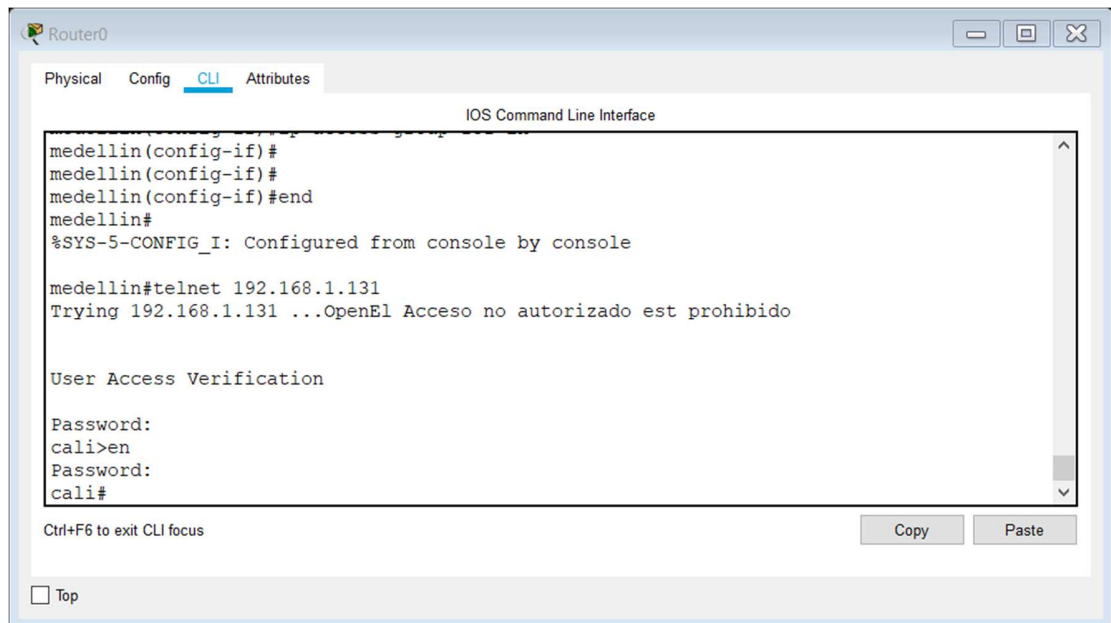 Router0
Physical Config CLI Attributes
IOS Command Line Interface
medellin(config-if)#
medellin(config-if)#
medellin(config-if)#end
medellin#
%SYS-5-CONFIG_I: Configured from console by console
medellin#telnet 192.168.1.131
Trying 192.168.1.131 ...OpenEl Acceso no autorizado est prohibido
User Access Verification
Password:
cali>en
Password:
cali#
Ctrl+F6 to exit CLI focus
Copy Paste
Top